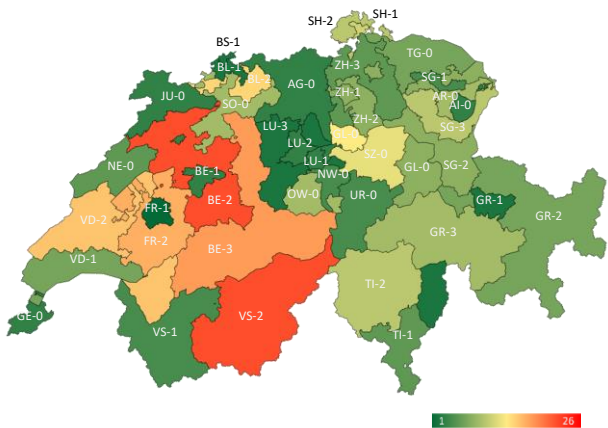 SH-2
SH-1
BS-1
BL-1
BL-2
ZH-3
TG-0
JU-0
AG-0
SG-1
SO-0
ZH-1
AR-0
AI-0
LU-3
ZH-2
SG-3
LU-2
NE-0
BE-1
LU-1
SZ-0
NW-0
GL-0
SG-2
FR-1
BE-2
OW-0
UR-0
GR-1
VD-2
GR-2
FR-2
BE-3
GR-3
VD-1
TI-2
GE-0
VS-1
VS-2
TI-1
1
26